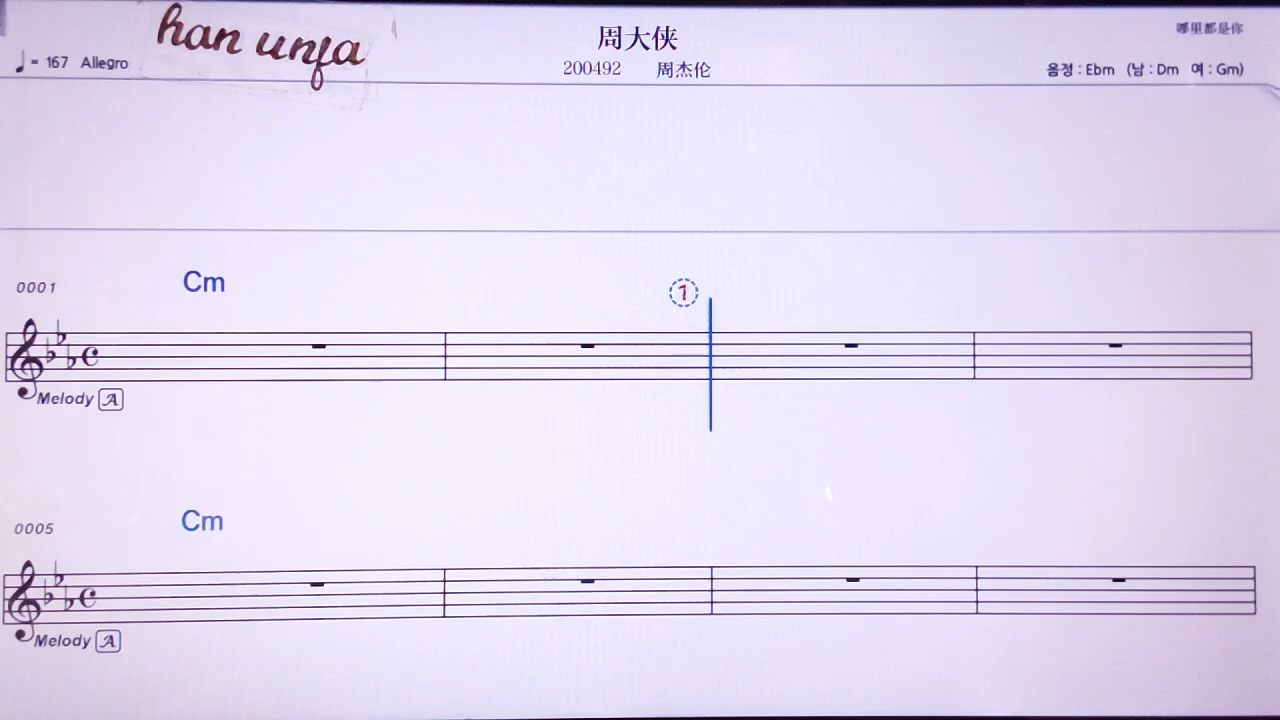 han unfa
周大侠
哪里都是你
♩= 167 Allegro
200492 周杰伦
음정 : Ebm (남 : Dm 여 : Gm)
0001
Cm
1
Melody A
0005
Cm
Melody A